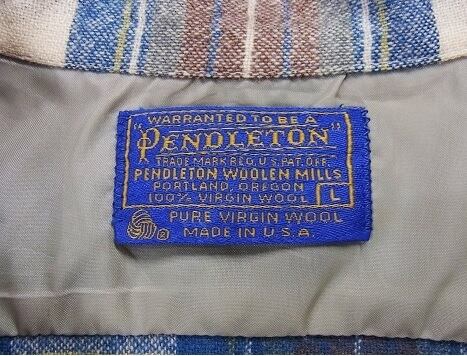 WARRANTED TO BE A
"PENDLETON"
TRADE MARK REG. U.S. PAT. OFF.
PENDLETON WOOLEN MILLS
PORTLAND, OREGON
100% VIRGIN WOOL L
PURE VIRGIN WOOL
MADE IN U.S.A.